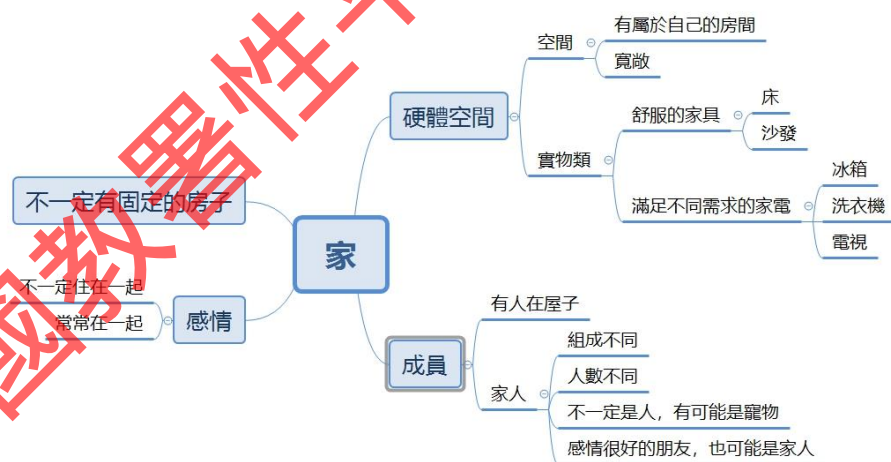 家
硬體空間
空間
有屬於自己的房間
寬敞
實物類
舒服的家具
床
沙發
滿足不同需求的家電
冰箱
洗衣機
電視
成員
有人在屋子
家人
組成不同
人數不同
不一定是人，有可能是寵物
感情很好的朋友，也可能是家人
不一定有固定的房子
感情
不一定住在一起
常常在一起
國教署性平